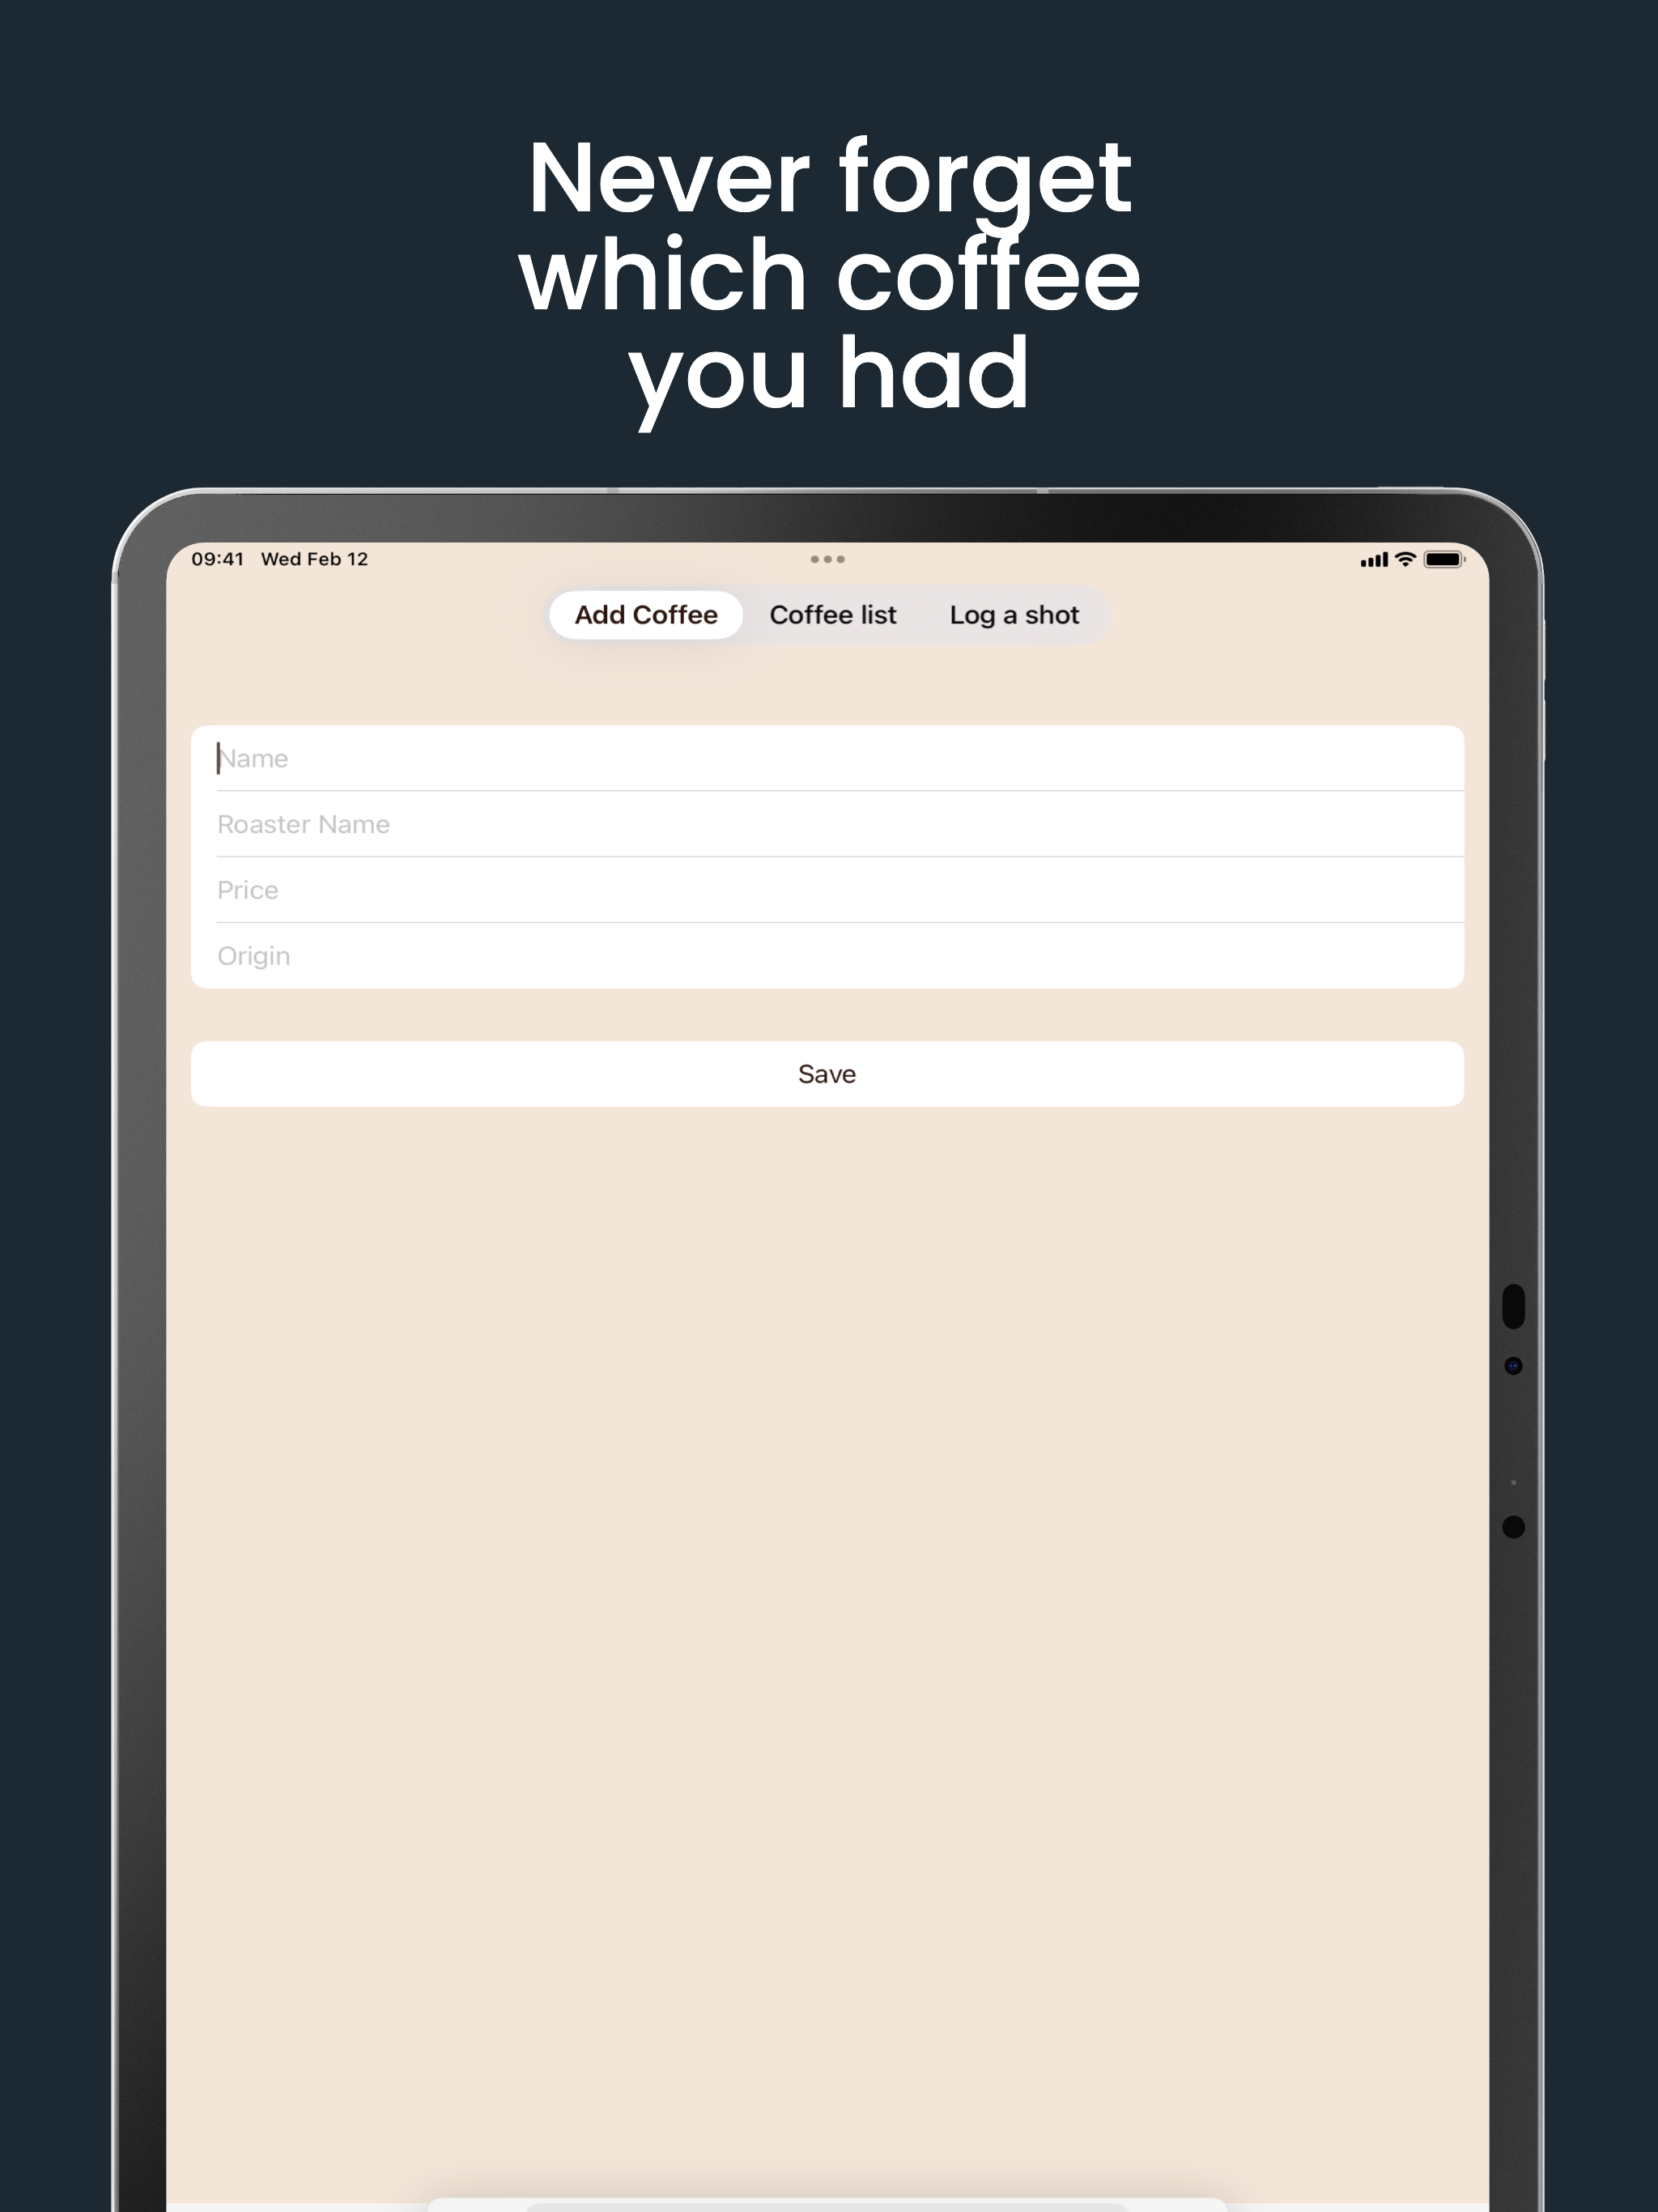 Never forget
which coffee
you had
09:41 Wed Feb 12
Add Coffee Coffee list Log a shot
Name
Roaster Name
Price
Origin
Save